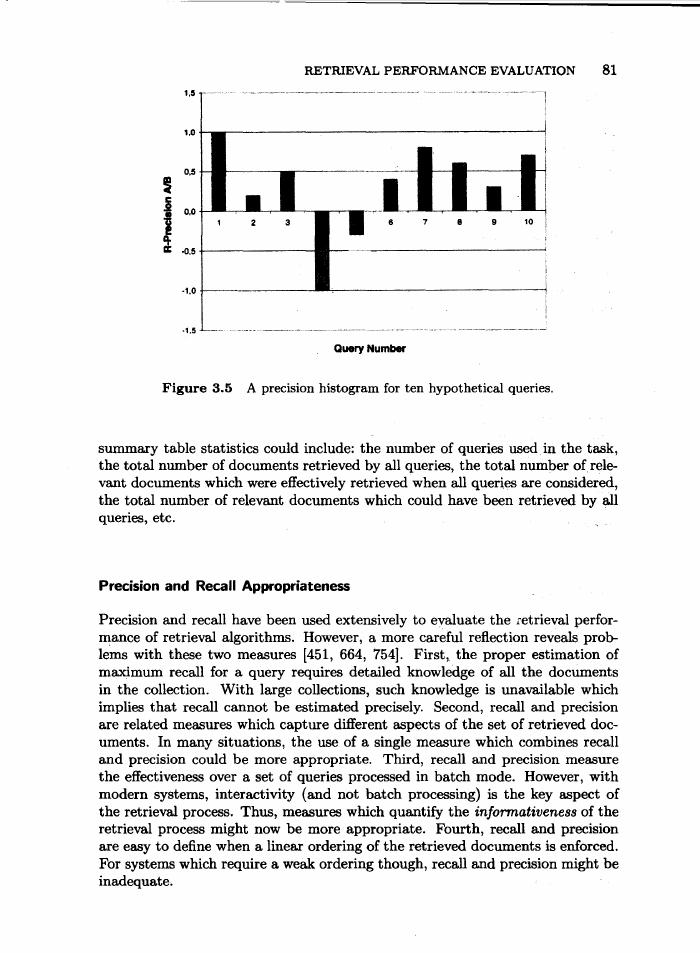 RETRIEVAL PERFORMANCE EVALUATION 81
1,5
1,0
0,5
0,0
-0,5
-1,0
-1,5
R-Precision A/B
1 2 3 6 7 8 9 10
Query Number
Figure 3.5 A precision histogram for ten hypothetical queries.
summary table statistics could include: the number of queries used in the task,
the total number of documents retrieved by all queries, the total number of rele-
vant documents which were effectively retrieved when all queries are considered,
the total number of relevant documents which could have been retrieved by all
queries, etc.
Precision and Recall Appropriateness
Precision and recall have been used extensively to evaluate the retrieval perfor-
mance of retrieval algorithms. However, a more careful reflection reveals prob-
lems with these two measures [451, 664, 754]. First, the proper estimation of
maximum recall for a query requires detailed knowledge of all the documents
in the collection. With large collections, such knowledge is unavailable which
implies that recall cannot be estimated precisely. Second, recall and precision
are related measures which capture different aspects of the set of retrieved doc-
uments. In many situations, the use of a single measure which combines recall
and precision could be more appropriate. Third, recall and precision measure
the effectiveness over a set of queries processed in batch mode. However, with
modern systems, interactivity (and not batch processing) is the key aspect of
the retrieval process. Thus, measures which quantify the informativeness of the
retrieval process might now be more appropriate. Fourth, recall and precision
are easy to define when a linear ordering of the retrieved documents is enforced.
For systems which require a weak ordering though, recall and precision might be
inadequate.